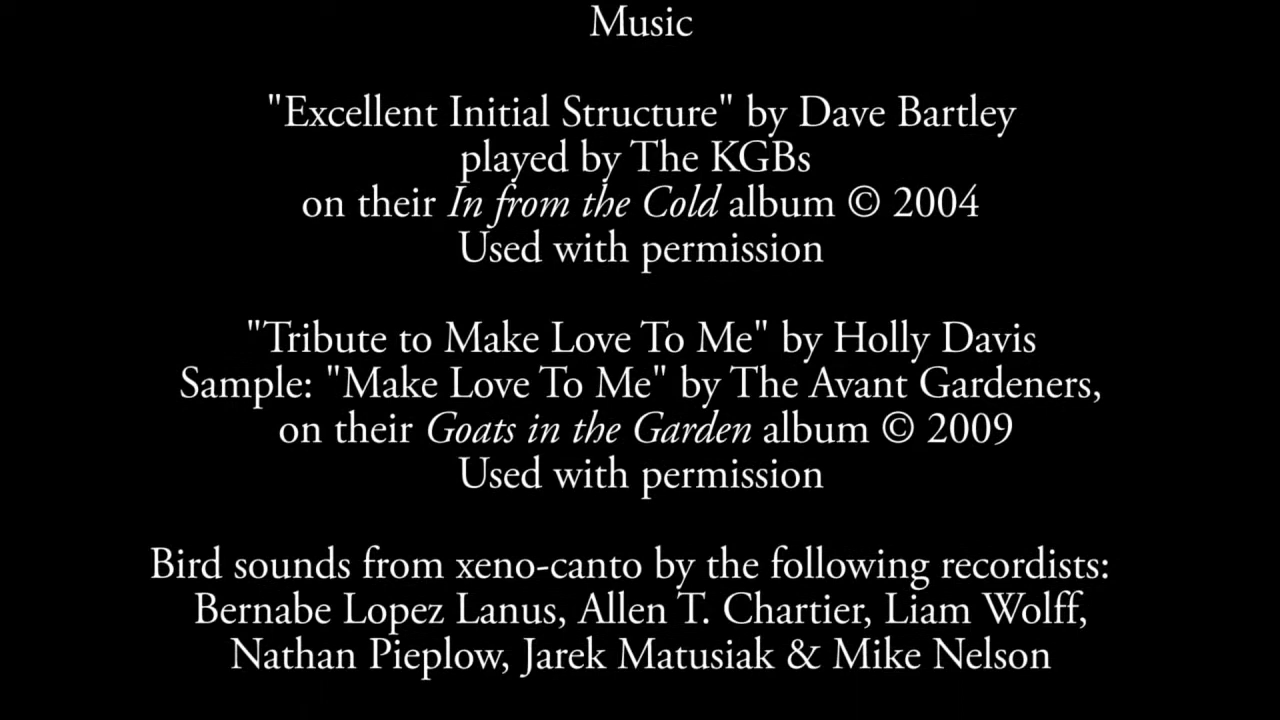 Music
"Excellent Initial Structure" by Dave Bartley
played by The KGBs
on their In from the Cold album © 2004
Used with permission
"Tribute to Make Love To Me" by Holly Davis
Sample: "Make Love To Me" by The Avant Gardeners,
on their Goats in the Garden album © 2009
Used with permission
Bird sounds from xeno-canto by the following recordists:
Bernabe Lopez Lanus, Allen T. Chartier, Liam Wolff,
Nathan Pieplow, Jarek Matusiak & Mike Nelson